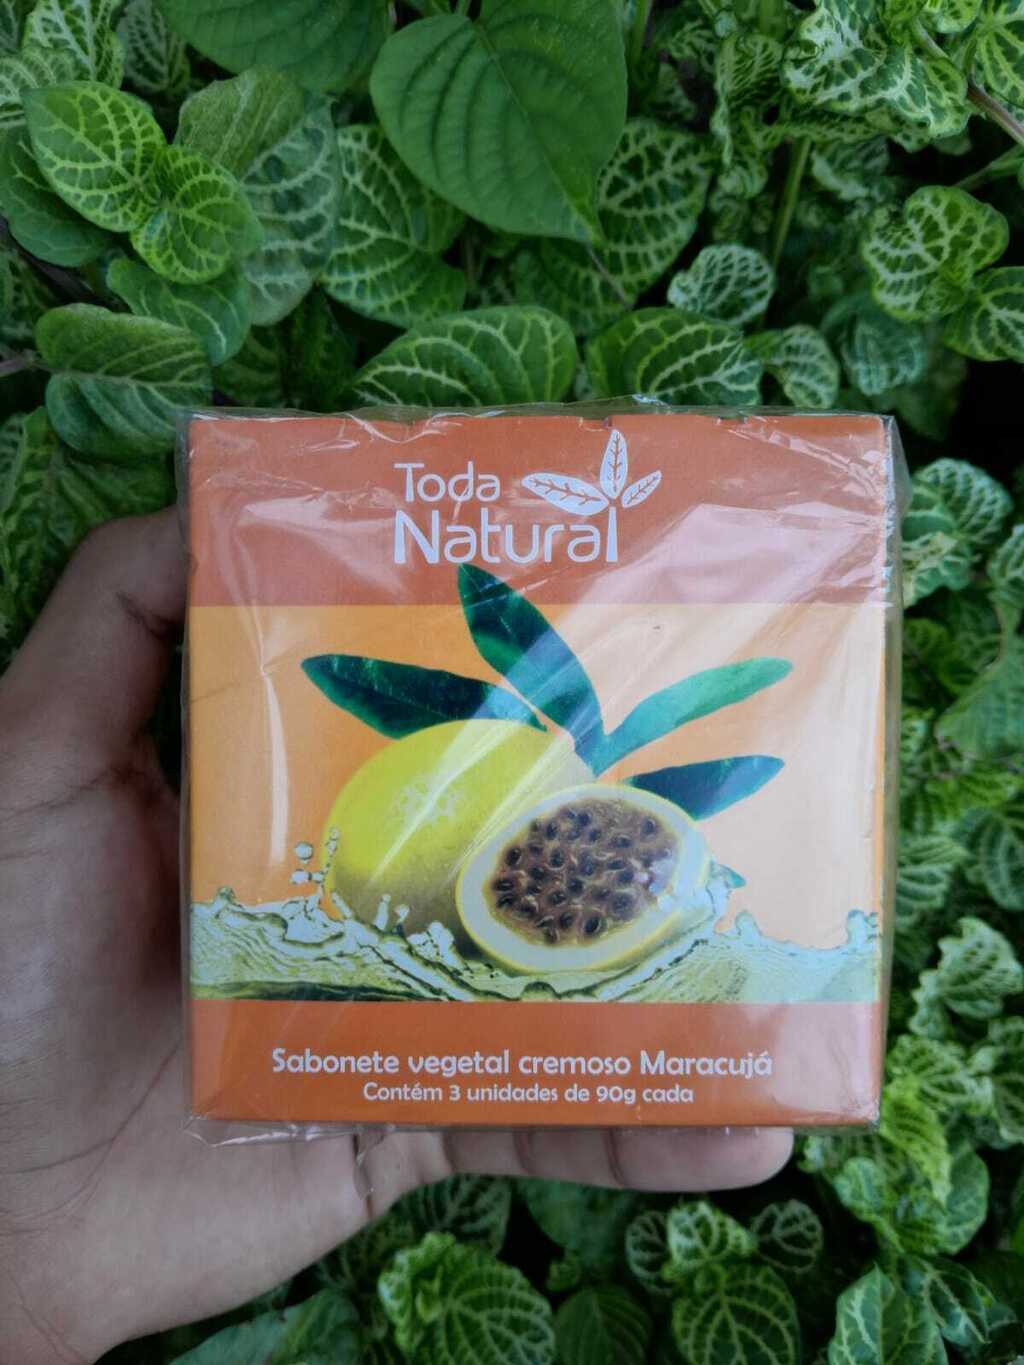 Toda
Natural
Sabonete vegetal cremoso Maracujá
Contém 3 unidades de 90g cada